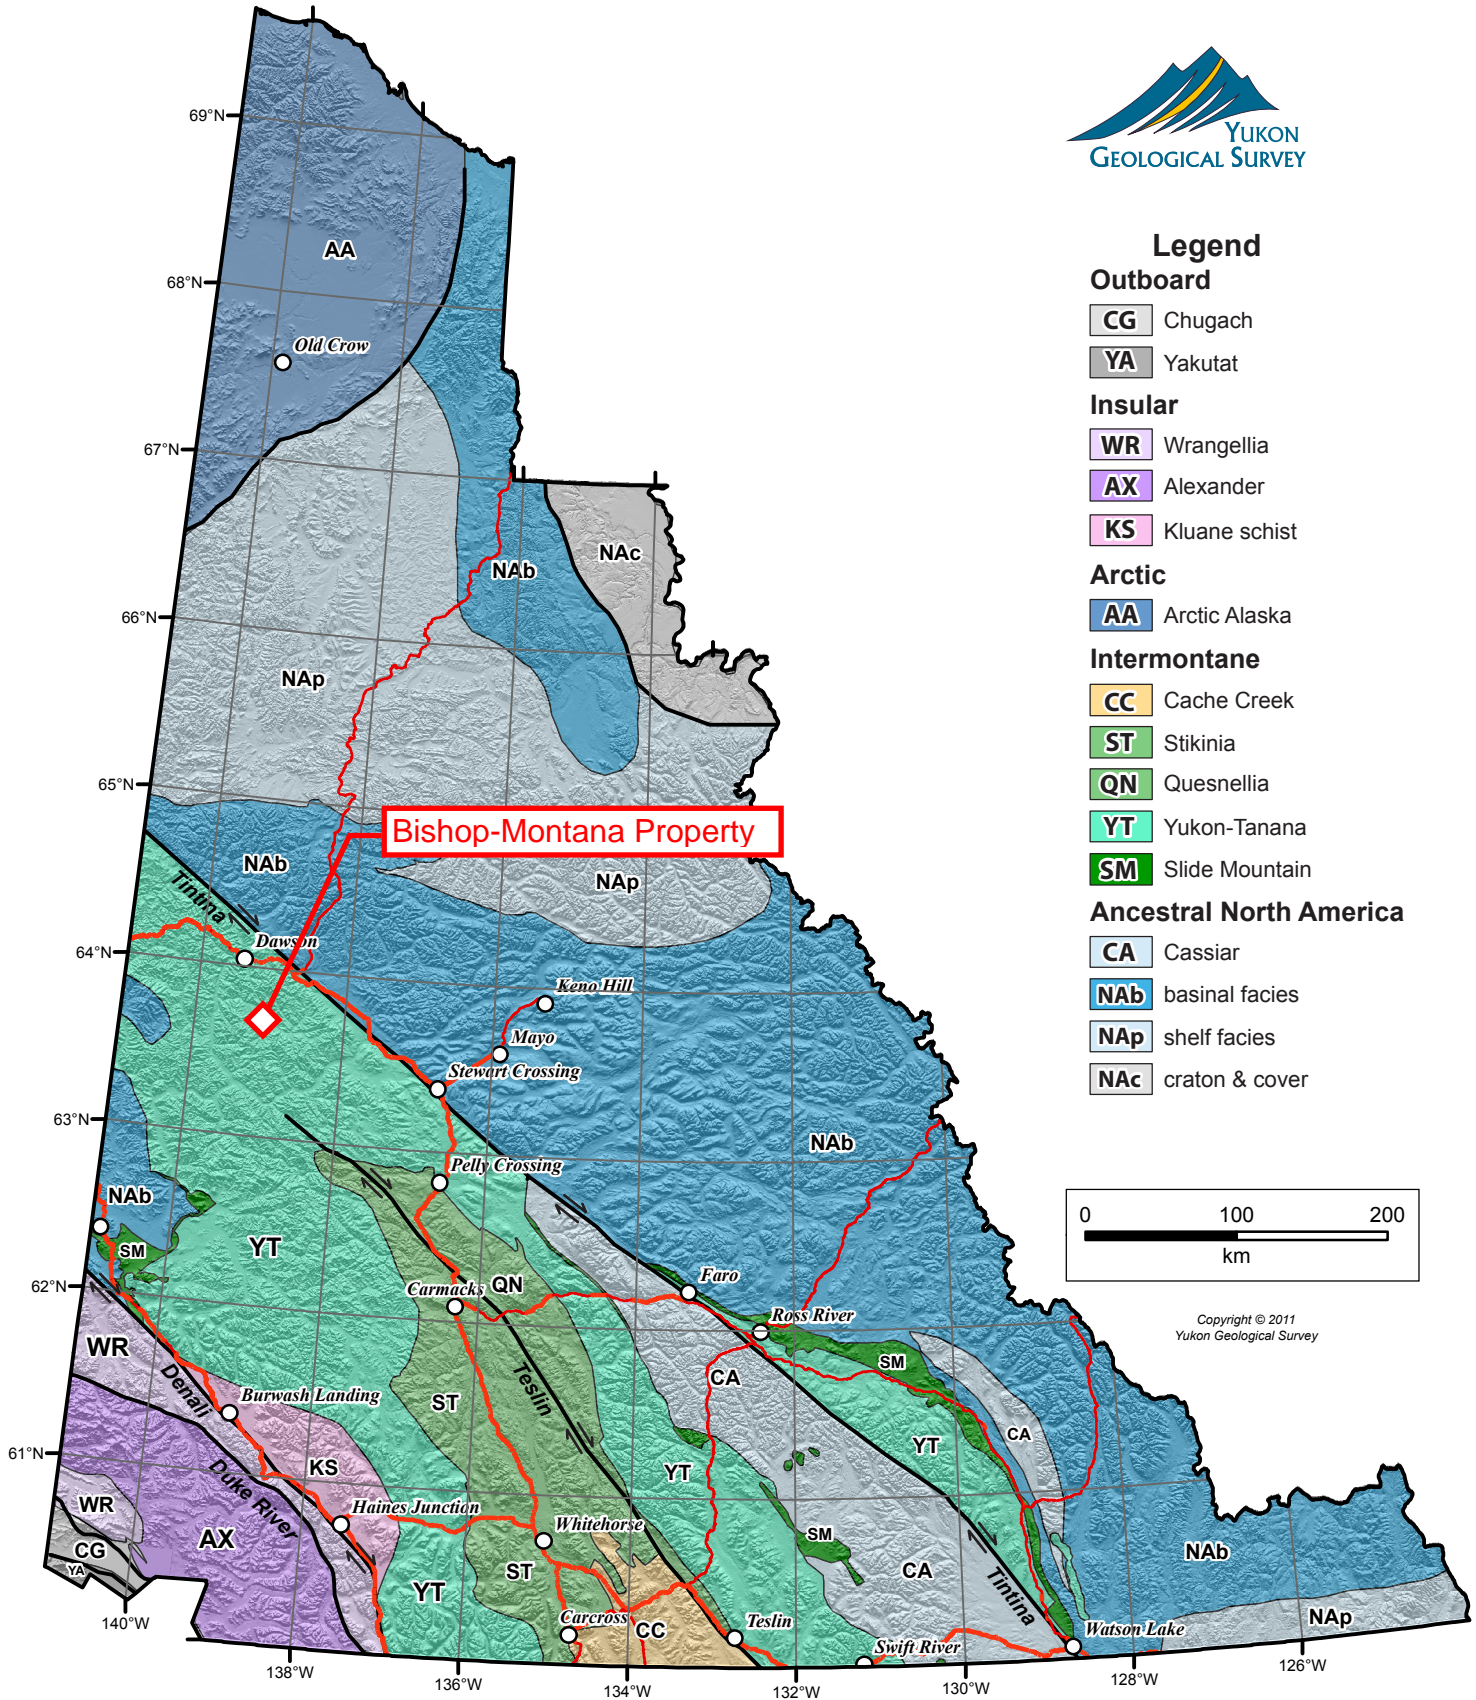 YUKON
GEOLOGICAL SURVEY
Legend
Outboard
CG Chugach
YA Yakutat
Insular
WR Wrangellia
AX Alexander
KS Kluane schist
Arctic
AA Arctic Alaska
Intermontane
CC Cache Creek
ST Stikinia
QN Quesnellia
YT Yukon-Tanana
SM Slide Mountain
Ancestral North America
CA Cassiar
NAb basinal facies
NAp shelf facies
NAc craton & cover
0 100 200
km
Copyright © 2011
Yukon Geological Survey
69°N
AA
68°N
Old Crow
67°N
NAc
NAb
66°N
NAp
65°N
Bishop-Montana Property
NAb
NAp
Tintina
Dawson
64°N
Keno Hill
Mayo
Stewart Crossing
63°N
NAb
Pelly Crossing
NAb
YT
SM
62°N
Faro
QN
Carmacks
Ross River
WR
SM
Denali
CA
Burwash Landing
Teslin
ST
CA
61°N
YT
KS
YT
Duke River
WR
Haines Junction
Whitehorse
SM
AX
CG
NAb
YA
ST
CA
YT
Tintina
140°W
Carcross
CC
Teslin
NAp
Watson Lake
Swift River
138°W
136°W
134°W
132°W
130°W
128°W
126°W